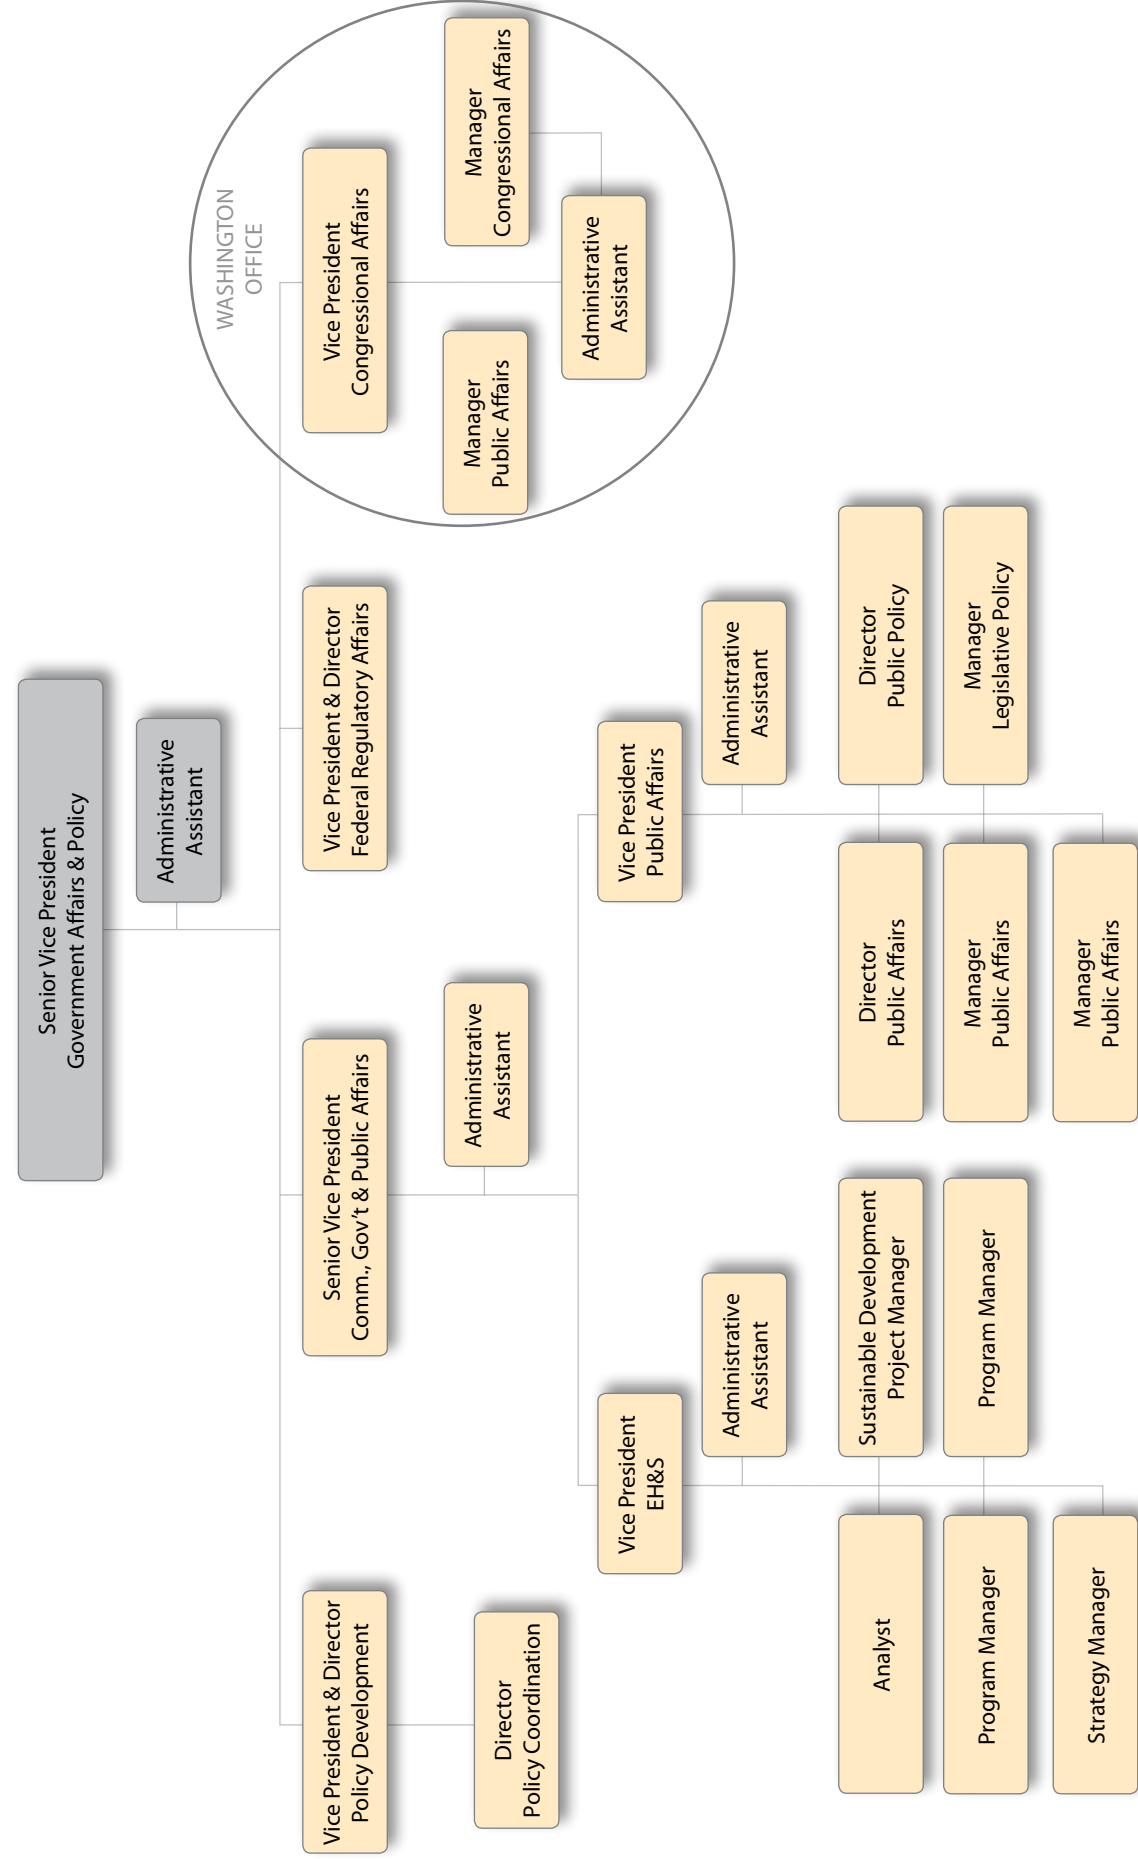 Senior Vice President
Government Affairs & Policy
Administrative
Assistant
Vice President & Director
Policy Development
Senior Vice President
Comm., Gov't & Public Affairs
Vice President & Director
Federal Regulatory Affairs
WASHINGTON
OFFICE
Vice President
Congressional Affairs
Director
Policy Coordination
Administrative
Assistant
Manager
Public Affairs
Manager
Congressional Affairs
Administrative
Assistant
Vice President
EH&S
Vice President
Public Affairs
Administrative
Assistant
Administrative
Assistant
Analyst
Sustainable Development
Project Manager
Director
Public Affairs
Director
Public Policy
Program Manager
Program Manager
Manager
Public Affairs
Manager
Legislative Policy
Strategy Manager
Manager
Public Affairs